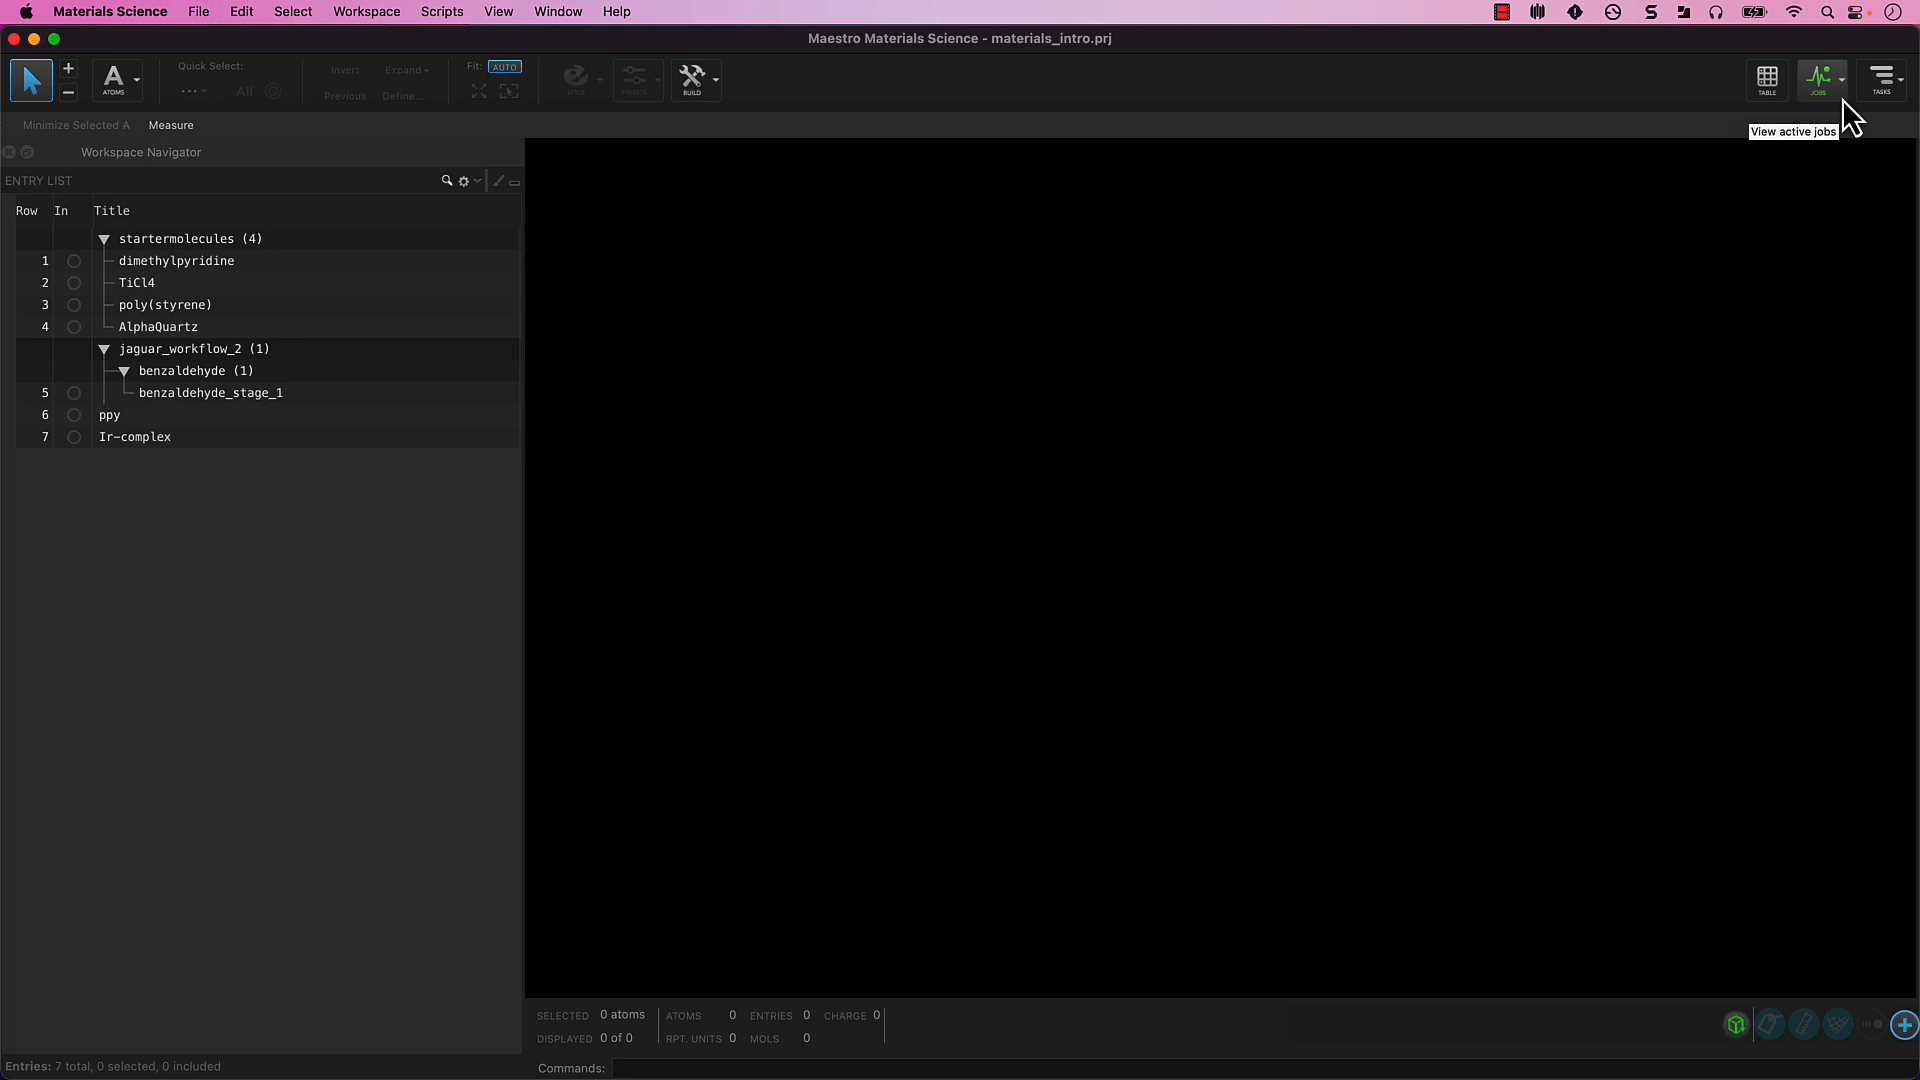 Materials Science File Edit Select Workspace Scripts View Window Help
Maestro Materials Science - materials_intro.prj
ATOMS
Quick Select:
All
Invert Expand
Previous Define...
Fit: AUTO
STYLE
PRESETS
BUILD
TABLE
JOBS
TASKS
Minimize Selected A Measure
View active jobs
Workspace Navigator
ENTRY LIST
Row In Title
startermolecules (4)
1 dimethylpyridine
2 TiCl4
3 poly(styrene)
4 AlphaQuartz
jaguar_workflow_2 (1)
benzaldehyde (1)
5 benzaldehyde_stage_1
6 ppy
7 Ir-complex
SELECTED 0 atoms ATOMS 0 ENTRIES 0 CHARGE 0
DISPLAYED 0 of 0 RPT. UNITS 0 MOLS 0
Entries: 7 total, 0 selected, 0 included
Commands: